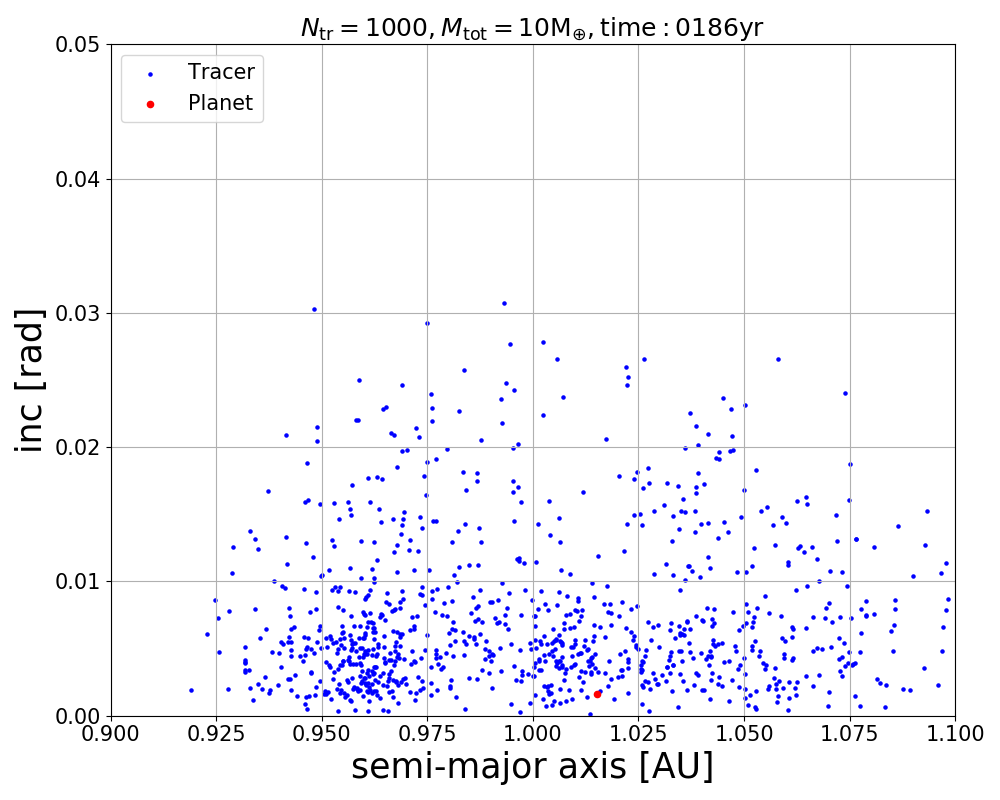 N_tr = 1000, M_tot = 10M_⊕, time : 0186yr
0.05
Tracer
Planet
0.04
0.03
0.02
0.01
0.00
inc [rad]
0.900 0.925 0.950 0.975 1.000 1.025 1.050 1.075 1.100
semi-major axis [AU]